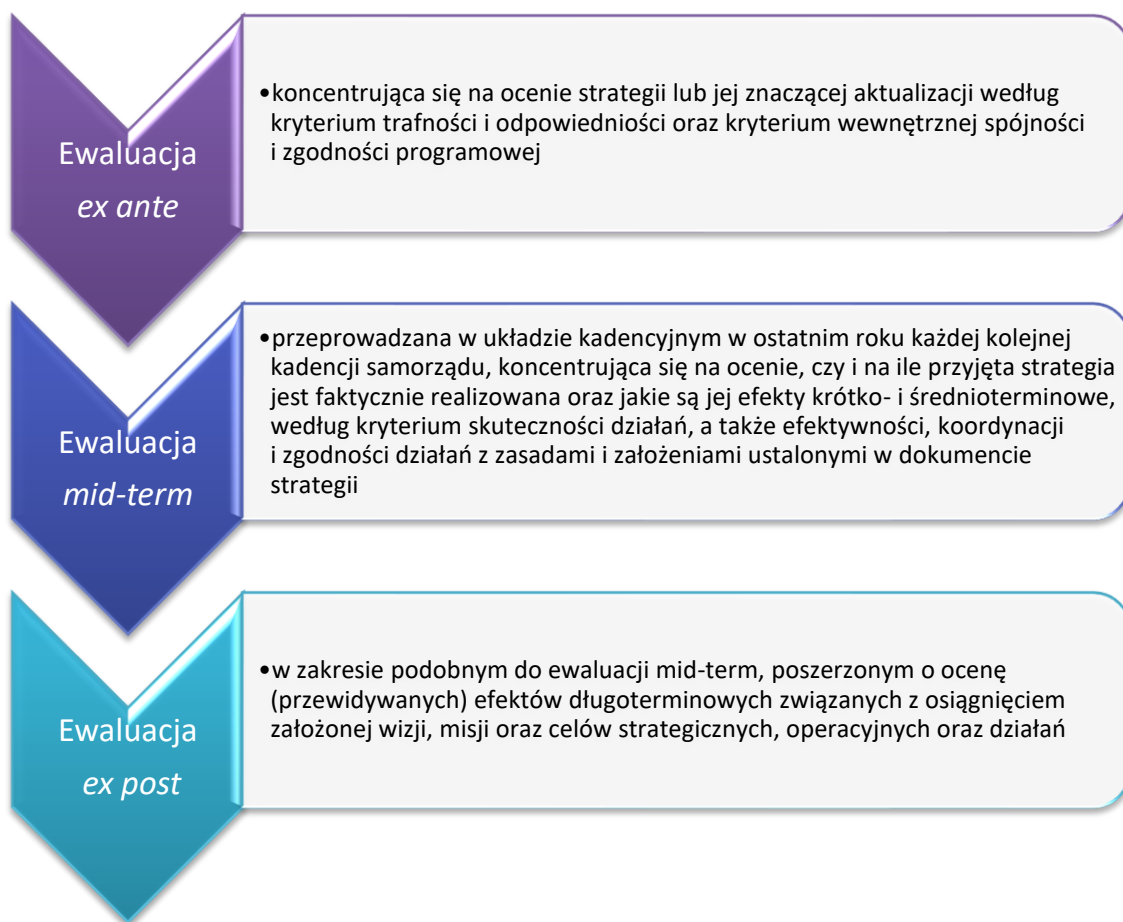 Ewaluacja
ex ante
•koncentrująca się na ocenie strategii lub jej znaczącej aktualizacji według
kryterium trafności i odpowiedniości oraz kryterium wewnętrznej spójności
i zgodności programowej
Ewaluacja
mid-term
•przeprowadzana w układzie kadencyjnym w ostatnim roku każdej kolejnej
kadencji samorządu, koncentrująca się na ocenie, czy i na ile przyjęta strategia
jest faktycznie realizowana oraz jakie są jej efekty krótko- i średnioterminowe,
według kryterium skuteczności działań, a także efektywności, koordynacji
i zgodności działań z zasadami i założeniami ustalonymi w dokumencie
strategii
Ewaluacja
ex post
•w zakresie podobnym do ewaluacji mid-term, poszerzonym o ocenę
(przewidywanych) efektów długoterminowych związanych z osiągnięciem
założonej wizji, misji oraz celów strategicznych, operacyjnych oraz działań